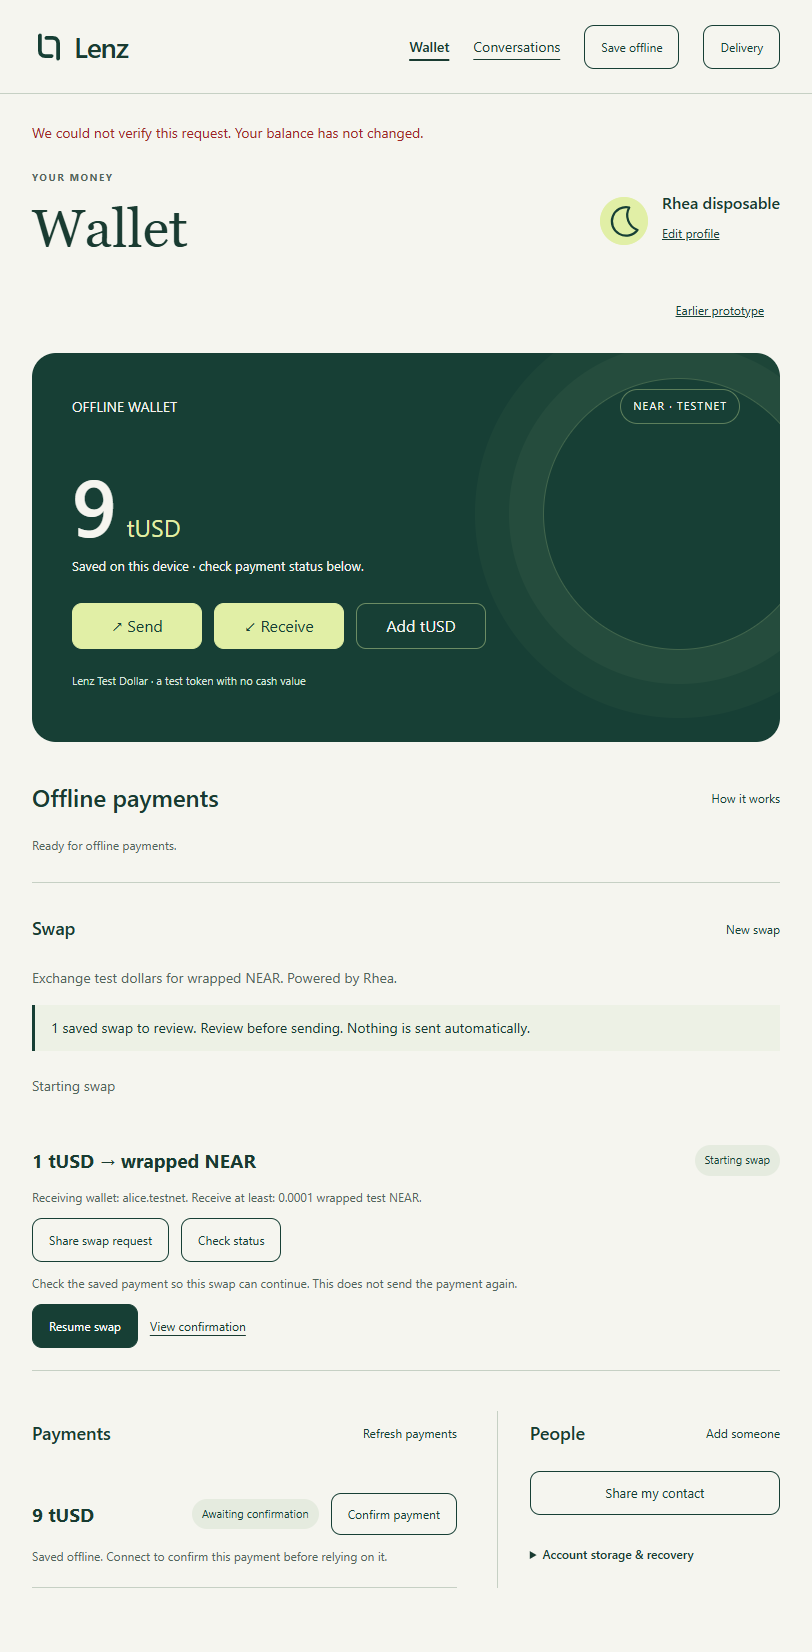 Lenz
Wallet
Conversations
Save offline
Delivery
We could not verify this request. Your balance has not changed.
YOUR MONEY
Wallet
Rhea disposable
Edit profile
Earlier prototype
OFFLINE WALLET
NEAR · TESTNET
9 tUSD
Saved on this device · check payment status below.
↗ Send
↙ Receive
Add tUSD
Lenz Test Dollar · a test token with no cash value
Offline payments
How it works
Ready for offline payments.
Swap
New swap
Exchange test dollars for wrapped NEAR. Powered by Rhea.
1 saved swap to review. Review before sending. Nothing is sent automatically.
Starting swap
1 tUSD → wrapped NEAR
Starting swap
Receiving wallet: alice.testnet. Receive at least: 0.0001 wrapped test NEAR.
Share swap request
Check status
Check the saved payment so this swap can continue. This does not send the payment again.
Resume swap
View confirmation
Payments
Refresh payments
9 tUSD
Awaiting confirmation
Confirm payment
Saved offline. Connect to confirm this payment before relying on it.
People
Add someone
Share my contact
▶ Account storage & recovery